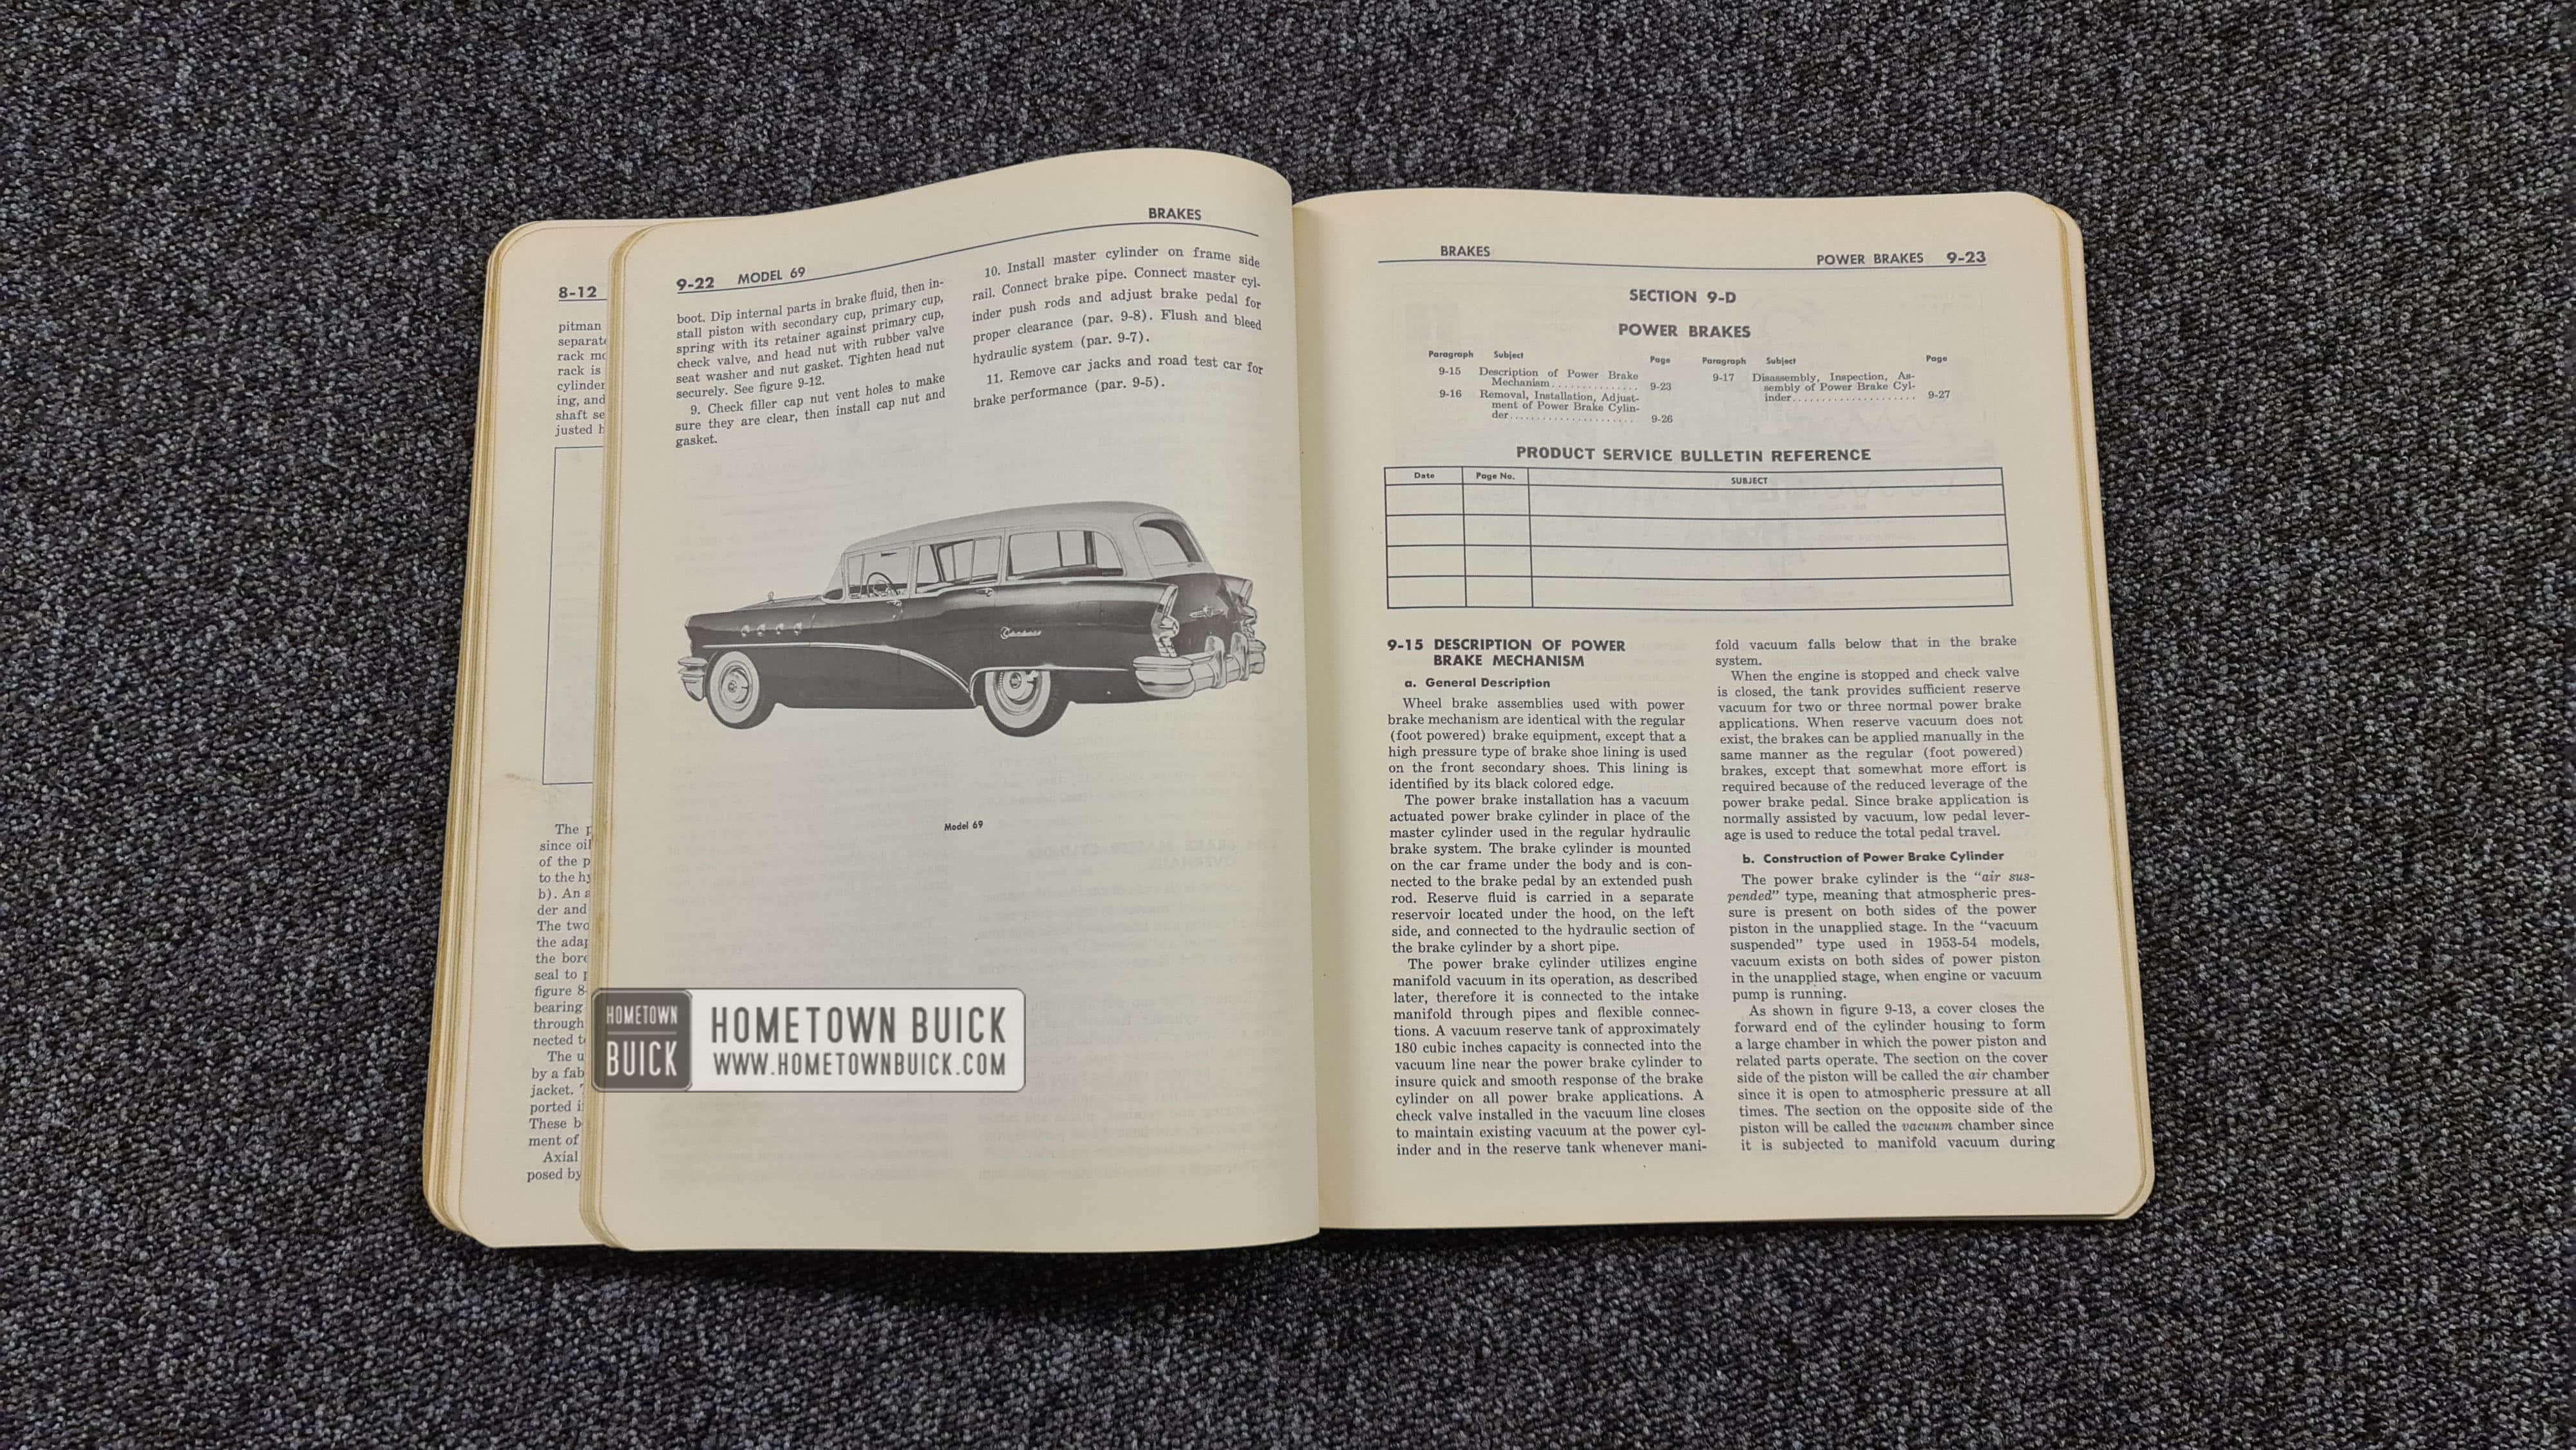 8-12
pitman
separate
rack mo
rack is
cylinder
ing, and
shaft se
justed h
The p
since oil
of the p
to the hy
b). An a
der and
The two
the adap
the bore
seal to p
figure 8-
bearing
through
nected to
The u
by a fab
jacket.
ported i
These b
ment of
Axial
posed by
BRAKES
9-22 MODEL 69
boot. Dip internal parts in brake fluid, then in-
stall piston with secondary cup, primary cup,
spring with its retainer against primary cup,
check valve, and head nut with rubber valve
seat washer and nut gasket. Tighten head nut
securely. See figure 9-12.
9. Check filler cap nut vent holes to make
sure they are clear, then install cap nut and
gasket.
10. Install master cylinder on frame side
rail. Connect brake pipe. Connect master cyl-
inder push rods and adjust brake pedal for
proper clearance (par. 9-8). Flush and bleed
hydraulic system (par. 9-7).
11. Remove car jacks and road test car for
brake performance (par. 9-5).
Century
Model 69
HOMETOWN
BUICK
HOMETOWN BUICK
WWW.HOMETOWNBUICK.COM
BRAKES
POWER BRAKES 9-23
SECTION 9-D
POWER BRAKES
Paragraph Subject Page Paragraph Subject Page
9-15 Description of Power Brake
Mechanism.............. 9-23
9-16 Removal, Installation, Adjust-
ment of Power Brake Cylin-
der..................... 9-26
9-17 Disassembly, Inspection, As-
sembly of Power Brake Cyl-
inder..................... 9-27
PRODUCT SERVICE BULLETIN REFERENCE
Date Page No. SUBJECT
9-15 DESCRIPTION OF POWER
BRAKE MECHANISM
a. General Description
Wheel brake assemblies used with power
brake mechanism are identical with the regular
(foot powered) brake equipment, except that a
high pressure type of brake shoe lining is used
on the front secondary shoes. This lining is
identified by its black colored edge.
The power brake installation has a vacuum
actuated power brake cylinder in place of the
master cylinder used in the regular hydraulic
brake system. The brake cylinder is mounted
on the car frame under the body and is con-
nected to the brake pedal by an extended push
rod. Reserve fluid is carried in a separate
reservoir located under the hood, on the left
side, and connected to the hydraulic section of
the brake cylinder by a short pipe.
The power brake cylinder utilizes engine
manifold vacuum in its operation, as described
later, therefore it is connected to the intake
manifold through pipes and flexible connec-
tions. A vacuum reserve tank of approximately
180 cubic inches capacity is connected into the
vacuum line near the power brake cylinder to
insure quick and smooth response of the brake
cylinder on all power brake applications. A
check valve installed in the vacuum line closes
to maintain existing vacuum at the power cyl-
inder and in the reserve tank whenever mani-
fold vacuum falls below that in the brake
system.
When the engine is stopped and check valve
is closed, the tank provides sufficient reserve
vacuum for two or three normal power brake
applications. When reserve vacuum does not
exist, the brakes can be applied manually in the
same manner as the regular (foot powered)
brakes, except that somewhat more effort is
required because of the reduced leverage of the
power brake pedal. Since brake application is
normally assisted by vacuum, low pedal lever-
age is used to reduce the total pedal travel.
b. Construction of Power Brake Cylinder
The power brake cylinder is the "air sus-
pended" type, meaning that atmospheric pres-
sure is present on both sides of the power
piston in the unapplied stage. In the "vacuum
suspended" type used in 1953-54 models,
vacuum exists on both sides of power piston
in the unapplied stage, when engine or vacuum
pump is running.
As shown in figure 9-13, a cover closes the
forward end of the cylinder housing to form
a large chamber in which the power piston and
related parts operate. The section on the cover
side of the piston will be called the air chamber
since it is open to atmospheric pressure at all
times. The section on the opposite side of the
piston will be called the vacuum chamber since
it is subjected to manifold vacuum during